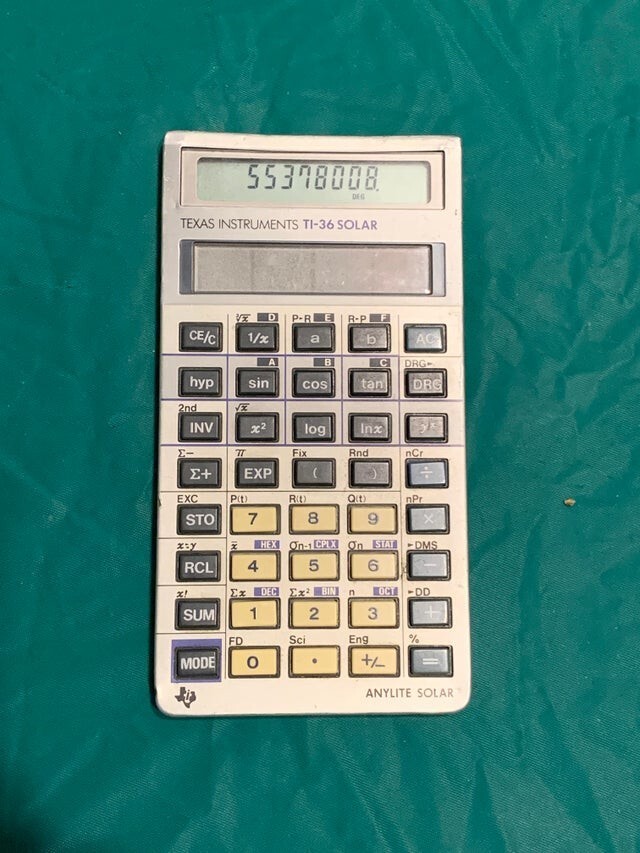 55378008.
DEG
TEXAS INSTRUMENTS TI-36 SOLAR
∛x D P-R E R-P F
CE/C 1/x a b AC
A B C DRG►
hyp sin cos tan DRG
2nd √x
INV x² log lnx yˣ
Σ- π Fix Rnd nCr
Σ+ EXP ( ) ÷
EXC P(t) R(t) Q(t) nPr
STO 7 8 9 ×
x:y x̄ HEX σn-1 CPLX σn STAT ►DMS
RCL 4 5 6 −
x! Σx DEC Σx² BIN n OCT ►DD
SUM 1 2 3 +
FD Sci Eng %
MODE 0 . +/− =
ANYLITE SOLAR